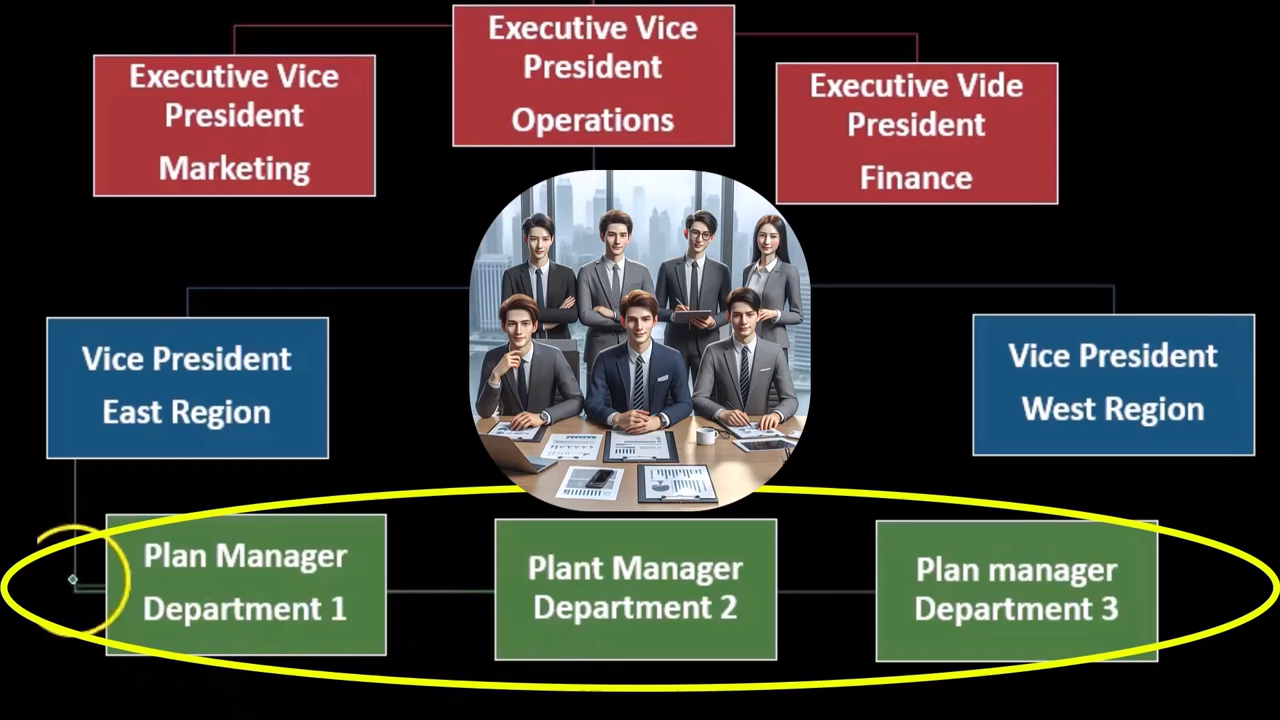 Executive Vice
President
Marketing
Executive Vice
President
Operations
Executive Vide
President
Finance
Vice President
East Region
Vice President
West Region
Plan Manager
Department 1
Plant Manager
Department 2
Plan manager
Department 3